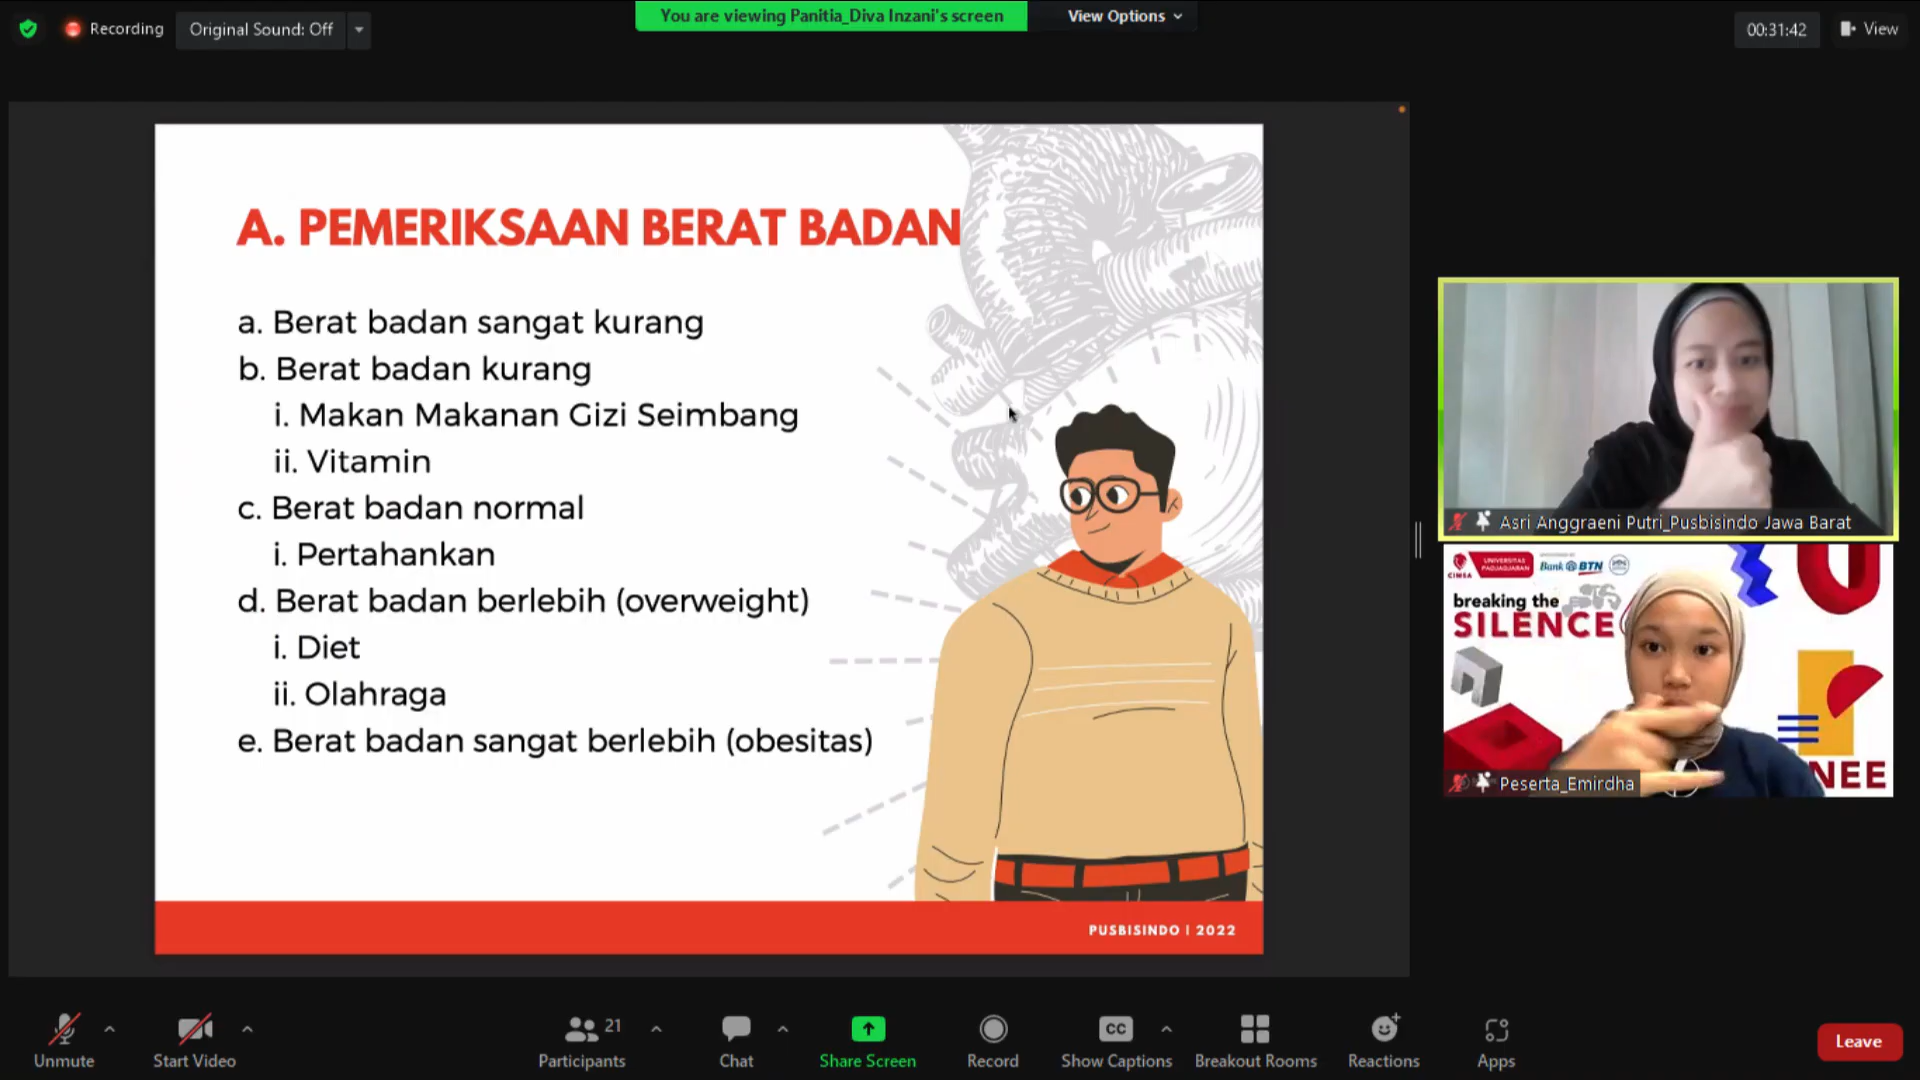 Recording
Original Sound: Off
You are viewing Panitia_Diva Inzani's screen
View Options
00:31:42
View
A. PEMERIKSAAN BERAT BADAN
a. Berat badan sangat kurang
b. Berat badan kurang
i. Makan Makanan Gizi Seimbang
ii. Vitamin
c. Berat badan normal
i. Pertahankan
d. Berat badan berlebih (overweight)
i. Diet
ii. Olahraga
e. Berat badan sangat berlebih (obesitas)
PUSBISINDO | 2022
Asri Anggraeni Putri_Pusbisindo Jawa Barat
CIMSA
UNIVERSITAS
PADJADJARAN
Bank BTN
breaking the
SILENCE
NEE
Peserta_Emirdha
Unmute
Start Video
21
Participants
Chat
Share Screen
Record
CC
Show Captions
Breakout Rooms
Reactions
Apps
Leave